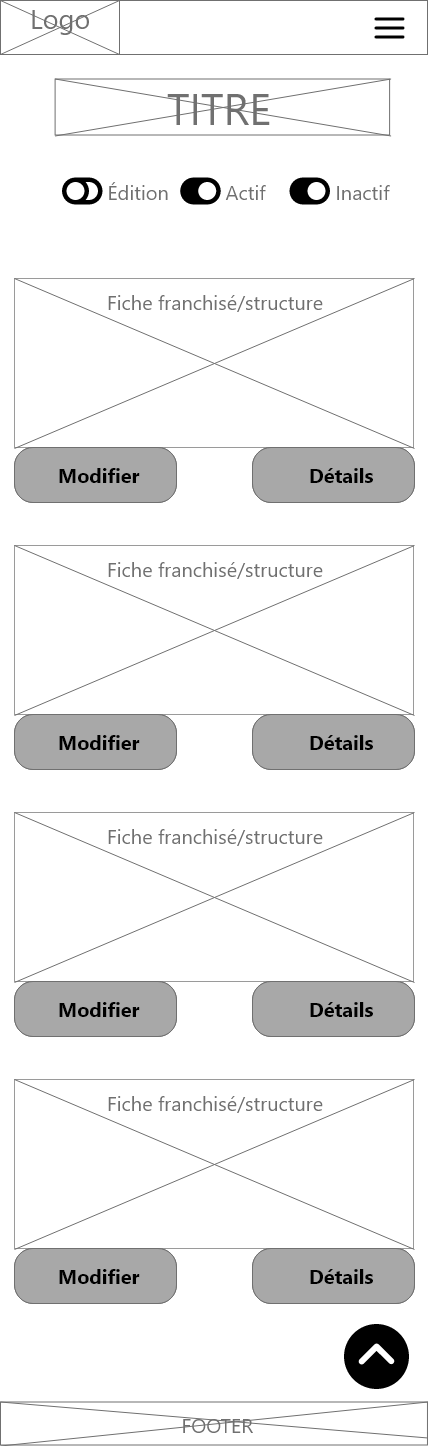 Logo
TITRE
Édition Actif Inactif
Fiche franchisé/structure
Modifier Détails
Fiche franchisé/structure
Modifier Détails
Fiche franchisé/structure
Modifier Détails
Fiche franchisé/structure
Modifier Détails
FOOTER